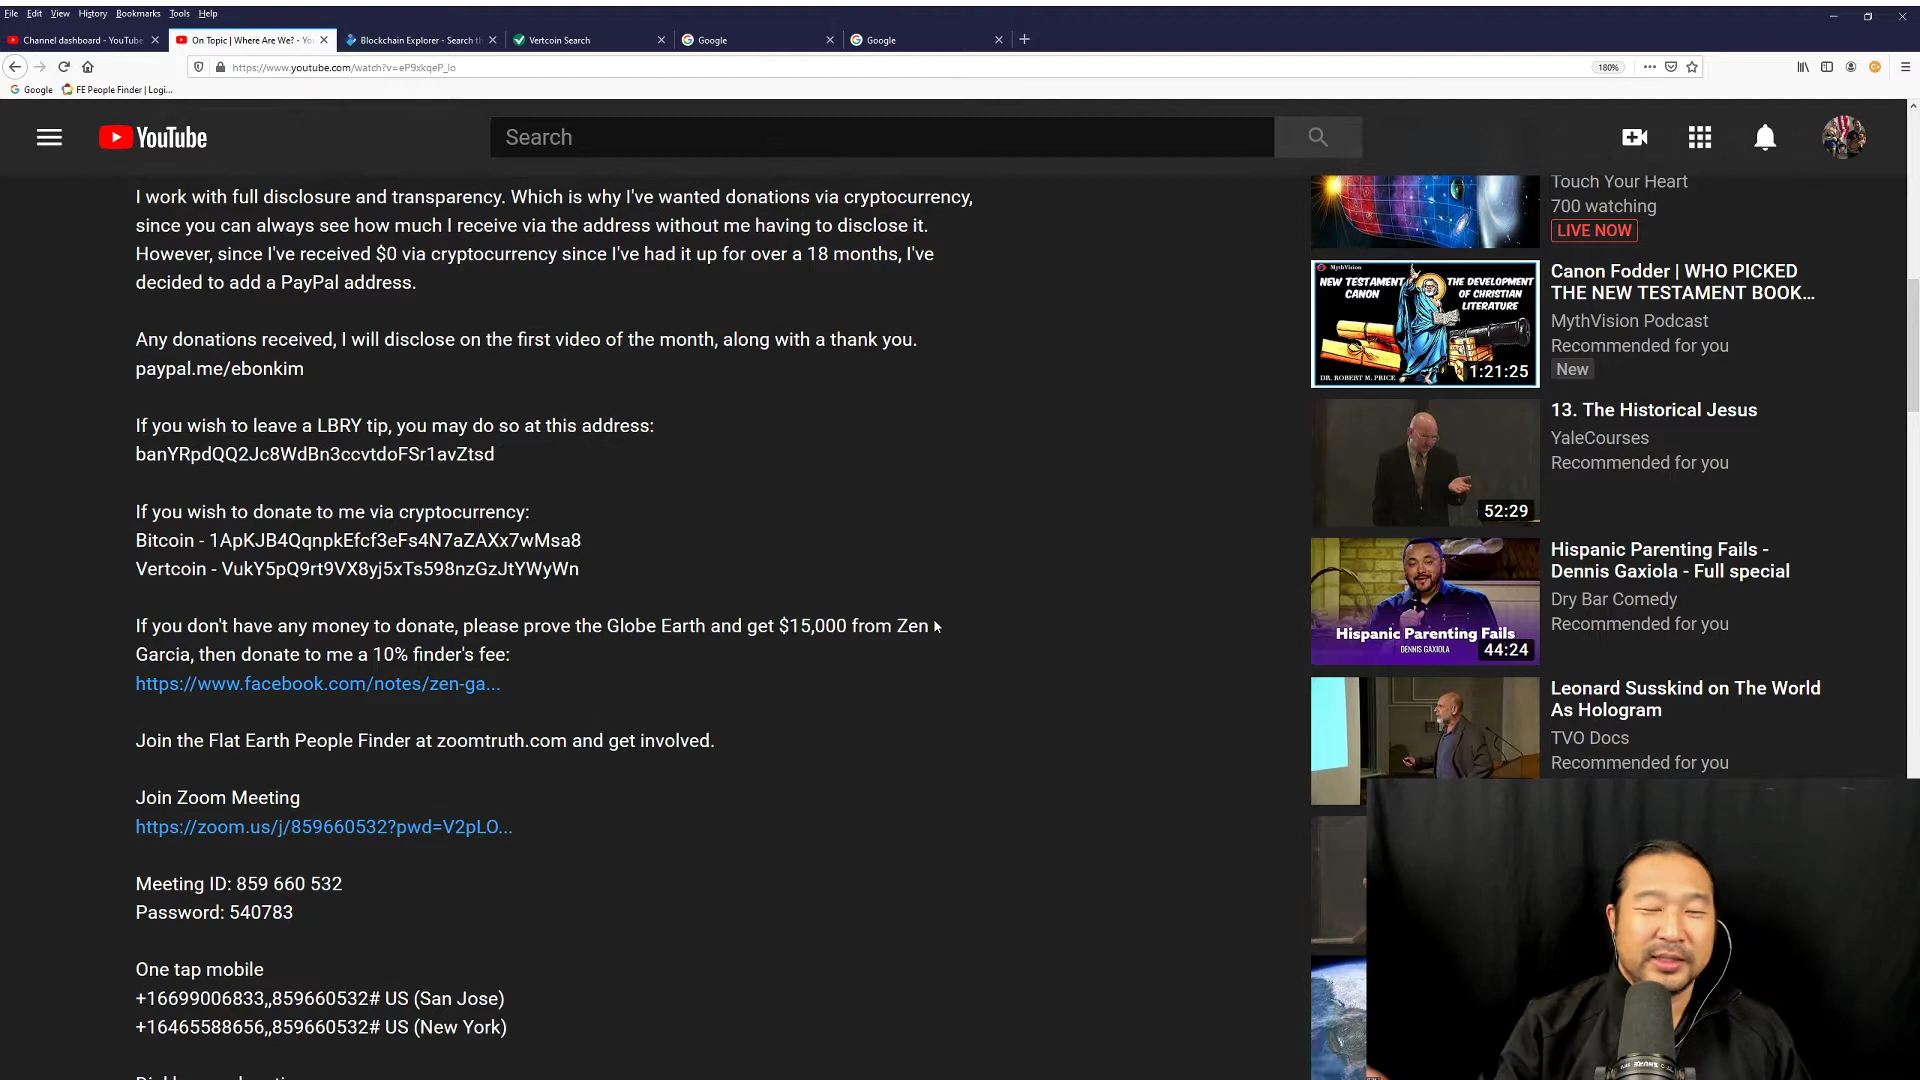 File Edit View History Bookmarks Tools Help
Channel dashboard - YouTube
On Topic | Where Are We? - Yo
Blockchain Explorer - Search th
Vertcoin Search
Google
Google
https://www.youtube.com/watch?v=eP9xkqeP_lo
180%
Google
FE People Finder | Logi...
YouTube
Search
I work with full disclosure and transparency. Which is why I've wanted donations via cryptocurrency,
since you can always see how much I receive via the address without me having to disclose it.
However, since I've received $0 via cryptocurrency since I've had it up for over a 18 months, I've
decided to add a PayPal address.
Any donations received, I will disclose on the first video of the month, along with a thank you.
paypal.me/ebonkim
If you wish to leave a LBRY tip, you may do so at this address:
banYRpdQQ2Jc8WdBn3ccvtdoFSr1avZtsd
If you wish to donate to me via cryptocurrency:
Bitcoin - 1ApKJB4QqnpkEfcf3eFs4N7aZAXx7wMsa8
Vertcoin - VukY5pQ9rt9VX8yj5xTs598nzGzJtYWyWn
If you don't have any money to donate, please prove the Globe Earth and get $15,000 from Zen
Garcia, then donate to me a 10% finder's fee:
https://www.facebook.com/notes/zen-ga...
Join the Flat Earth People Finder at zoomtruth.com and get involved.
Join Zoom Meeting
https://zoom.us/j/859660532?pwd=V2pLO...
Meeting ID: 859 660 532
Password: 540783
One tap mobile
+16699006833,,859660532# US (San Jose)
+16465588656,,859660532# US (New York)
Touch Your Heart
700 watching
LIVE NOW
MythVision
NEW TESTAMENT
CANON
THE DEVELOPMENT
OF CHRISTIAN
LITERATURE
DR. ROBERT M. PRICE
1:21:25
Canon Fodder | WHO PICKED
THE NEW TESTAMENT BOOK...
MythVision Podcast
Recommended for you
New
52:29
13. The Historical Jesus
YaleCourses
Recommended for you
Hispanic Parenting Fails
DENNIS GAXIOLA
44:24
Hispanic Parenting Fails -
Dennis Gaxiola - Full special
Dry Bar Comedy
Recommended for you
Leonard Susskind on The World
As Hologram
TVO Docs
Recommended for you
SHURE